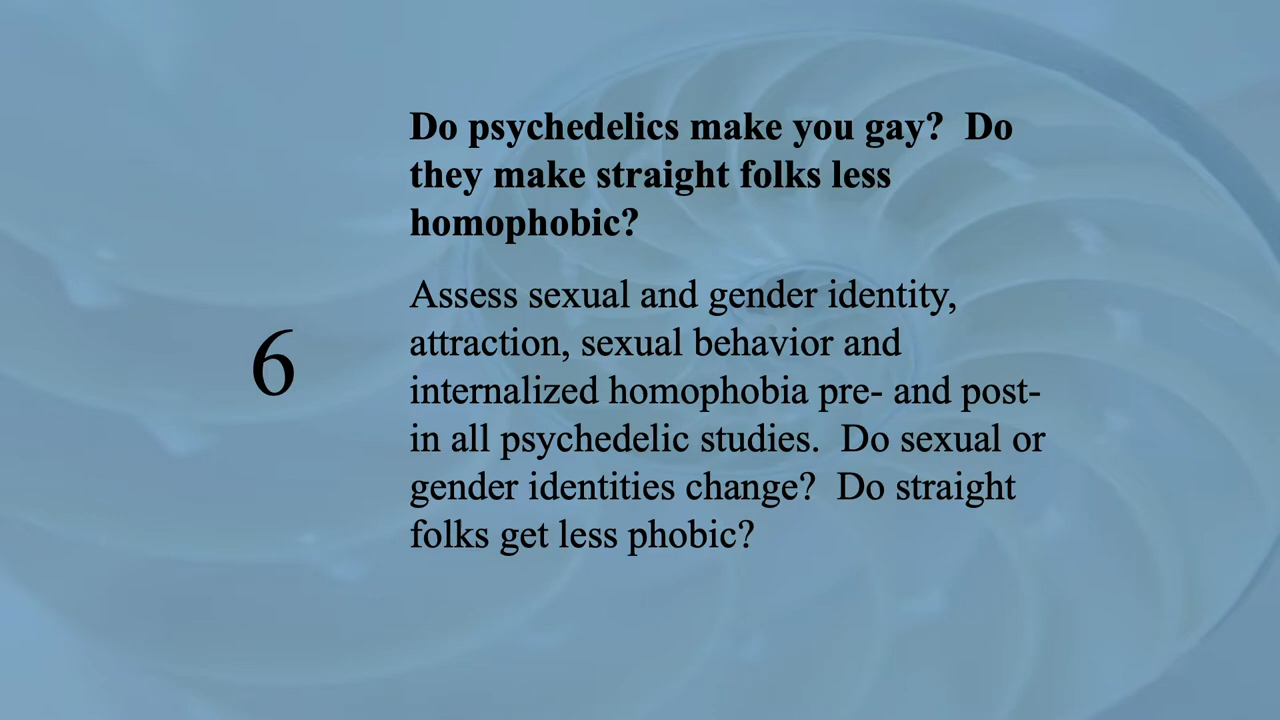 Do psychedelics make you gay?  Do
they make straight folks less
homophobic?
6
Assess sexual and gender identity,
attraction, sexual behavior and
internalized homophobia pre- and post-
in all psychedelic studies.  Do sexual or
gender identities change?  Do straight
folks get less phobic?